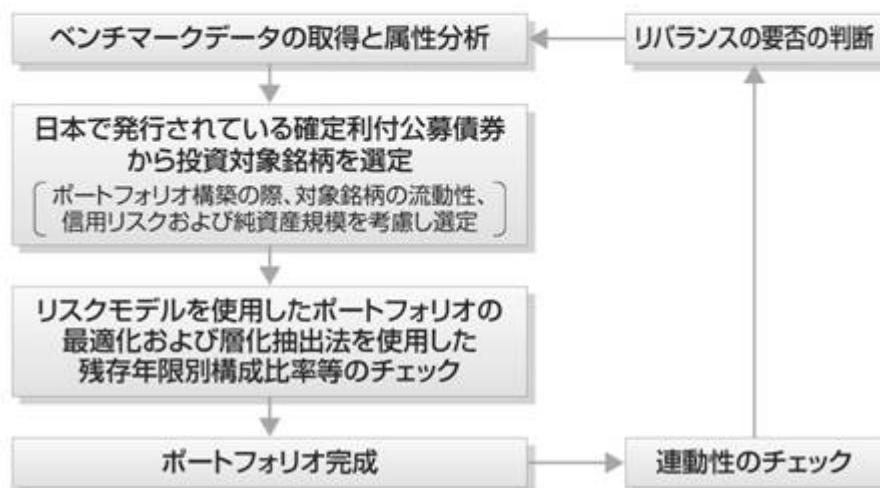 ベンチマークデータの取得と属性分析
リバランスの要否の判断
日本で発行されている確定利付公募債券
から投資対象銘柄を選定
ポートフォリオ構築の際、対象銘柄の流動性、
信用リスクおよび純資産規模を考慮し選定
リスクモデルを使用したポートフォリオの
最適化および層化抽出法を使用した
残存年限別構成比率等のチェック
ポートフォリオ完成
連動性のチェック